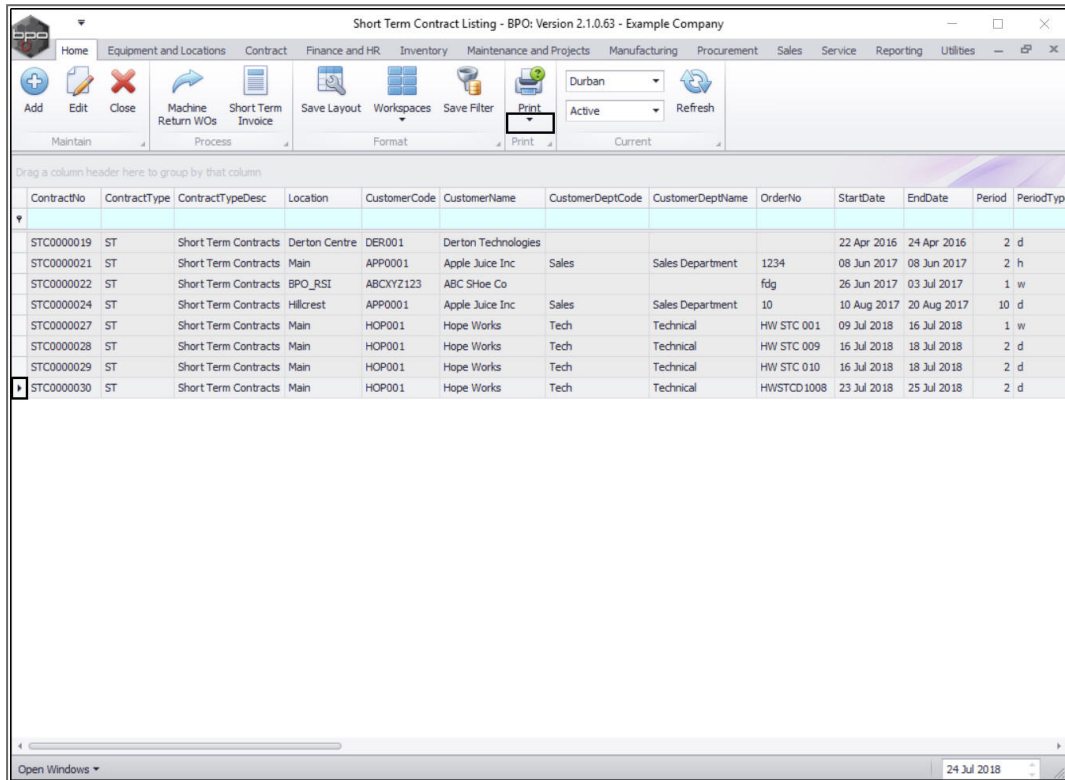 bpo
Short Term Contract Listing - BPO: Version 2.1.0.63 - Example Company
Home Equipment and Locations Contract Finance and HR Inventory Maintenance and Projects Manufacturing Procurement Sales Service Reporting Utilities
Add Edit Close Machine Return WOs Short Term Invoice Save Layout Workspaces Save Filter Print Durban Active Refresh
Maintain Process Format Print Current
Drag a column header here to group by that column
ContractNo ContractType ContractTypeDesc Location CustomerCode CustomerName CustomerDeptCode CustomerDeptName OrderNo StartDate EndDate Period PeriodTyp
STC0000019 ST Short Term Contracts Derton Centre DER001 Derton Technologies 22 Apr 2016 24 Apr 2016 2 d
STC0000021 ST Short Term Contracts Main APP0001 Apple Juice Inc Sales Sales Department 1234 08 Jun 2017 08 Jun 2017 2 h
STC0000022 ST Short Term Contracts BPO_RSI ABCXYZ123 ABC SHoe Co fdg 26 Jun 2017 03 Jul 2017 1 w
STC0000024 ST Short Term Contracts Hillcrest APP0001 Apple Juice Inc Sales Sales Department 10 10 Aug 2017 20 Aug 2017 10 d
STC0000027 ST Short Term Contracts Main HOP001 Hope Works Tech Technical HW STC 001 09 Jul 2018 16 Jul 2018 1 w
STC0000028 ST Short Term Contracts Main HOP001 Hope Works Tech Technical HW STC 009 16 Jul 2018 18 Jul 2018 2 d
STC0000029 ST Short Term Contracts Main HOP001 Hope Works Tech Technical HW STC 010 16 Jul 2018 18 Jul 2018 2 d
STC0000030 ST Short Term Contracts Main HOP001 Hope Works Tech Technical HWSTCD1008 23 Jul 2018 25 Jul 2018 2 d
Open Windows 24 Jul 2018